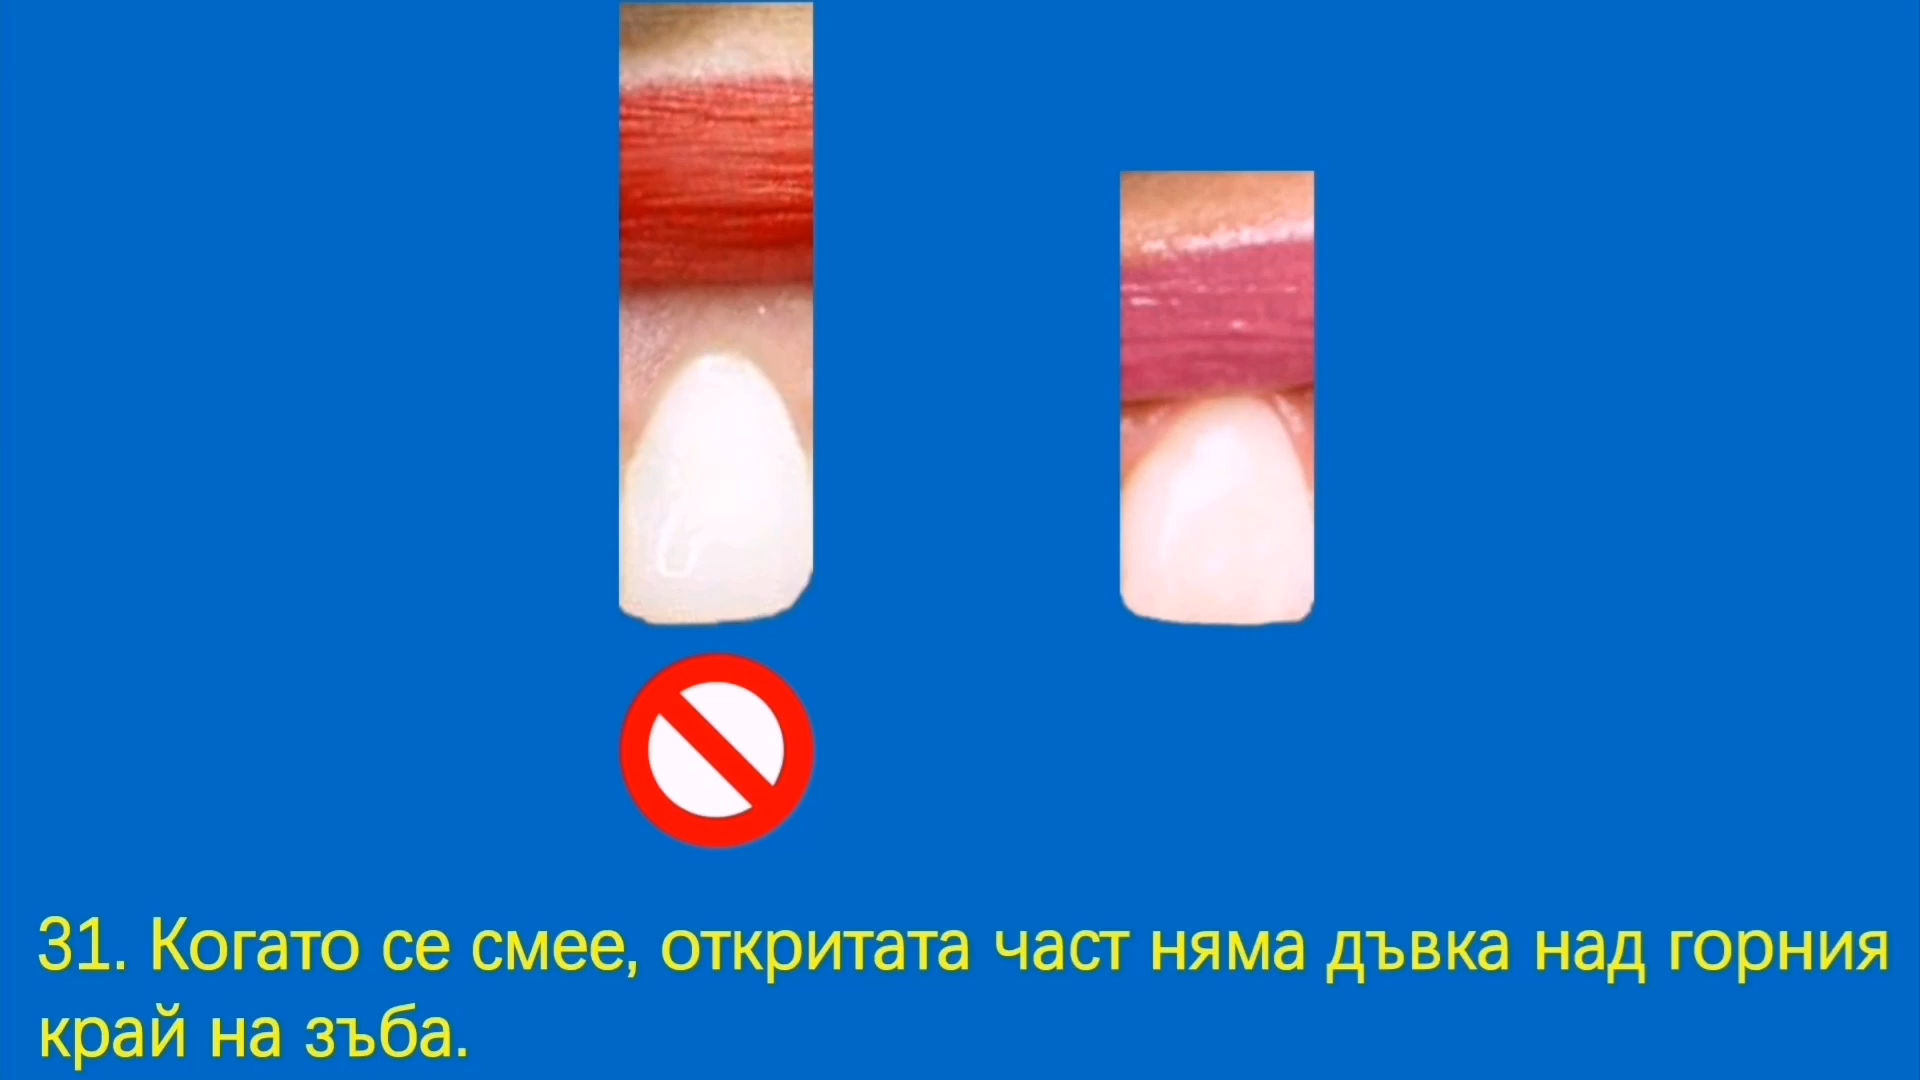 31. Когато се смее, откритата част няма дъвка над горния
край на зъба.